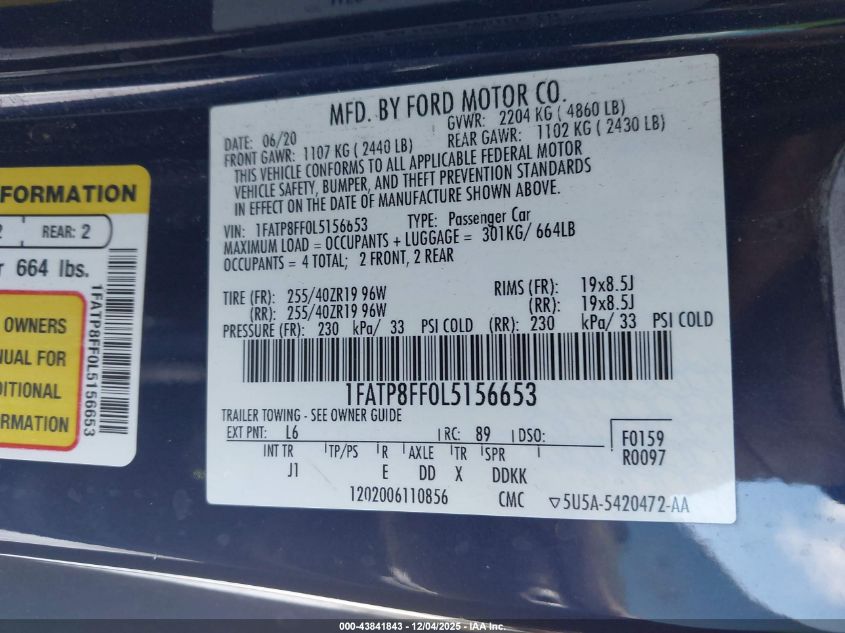 MFD. BY FORD MOTOR CO.
DATE: 06/20
GVWR: 2204 KG ( 4860 LB)
FRONT GAWR: 1107 KG ( 2440 LB)
REAR GAWR: 1102 KG ( 2430 LB)
THIS VEHICLE CONFORMS TO ALL APPLICABLE FEDERAL MOTOR
VEHICLE SAFETY, BUMPER, AND THEFT PREVENTION STANDARDS
IN EFFECT ON THE DATE OF MANUFACTURE SHOWN ABOVE.
VIN: 1FATP8FF0L5156653 TYPE: Passenger Car
MAXIMUM LOAD = OCCUPANTS + LUGGAGE = 301KG/ 664LB
OCCUPANTS = 4 TOTAL; 2 FRONT, 2 REAR
TIRE (FR): 255/40ZR19 96W RIMS (FR): 19x8.5J
(RR): 255/40ZR19 96W (RR): 19x8.5J
PRESSURE (FR): 230 kPa/ 33 PSI COLD (RR): 230 kPa/ 33 PSI COLD
1FATP8FF0L5156653
TRAILER TOWING - SEE OWNER GUIDE
EXT PNT: L6 RC: 89 DSO: F0159
R0097
INT TR TP/PS R AXLE TR SPR
J1 E DD X DDKK
1202006110856 CMC ▽5U5A-5420472-AA
FORMATION
2 REAR: 2
r 664 lbs.
OWNERS
NUAL FOR
DITIONAL
ORMATION
1FATP8FF0L5156653
000-43841843 - 12/04/2025 - IAA Inc.